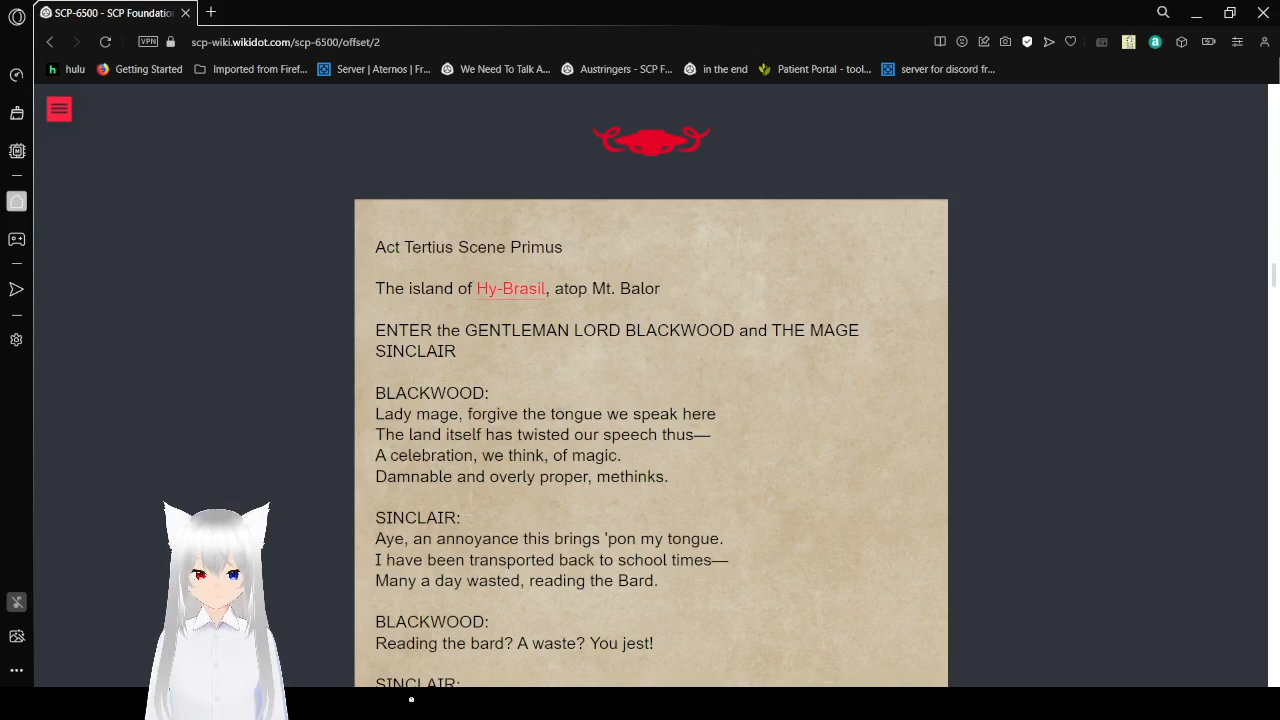 SCP-6500 - SCP Foundatio
scp-wiki.wikidot.com/scp-6500/offset/2
VPN
hulu
Getting Started
Imported from Firef...
Server | Aternos | Fr...
We Need To Talk A...
Austringers - SCP F...
in the end
Patient Portal - tool...
server for discord fr...
Act Tertius Scene Primus
The island of Hy-Brasil, atop Mt. Balor
ENTER the GENTLEMAN LORD BLACKWOOD and THE MAGE
SINCLAIR
BLACKWOOD:
Lady mage, forgive the tongue we speak here
The land itself has twisted our speech thus—
A celebration, we think, of magic.
Damnable and overly proper, methinks.
SINCLAIR:
Aye, an annoyance this brings 'pon my tongue.
I have been transported back to school times—
Many a day wasted, reading the Bard.
BLACKWOOD:
Reading the bard? A waste? You jest!
SINCLAIR: